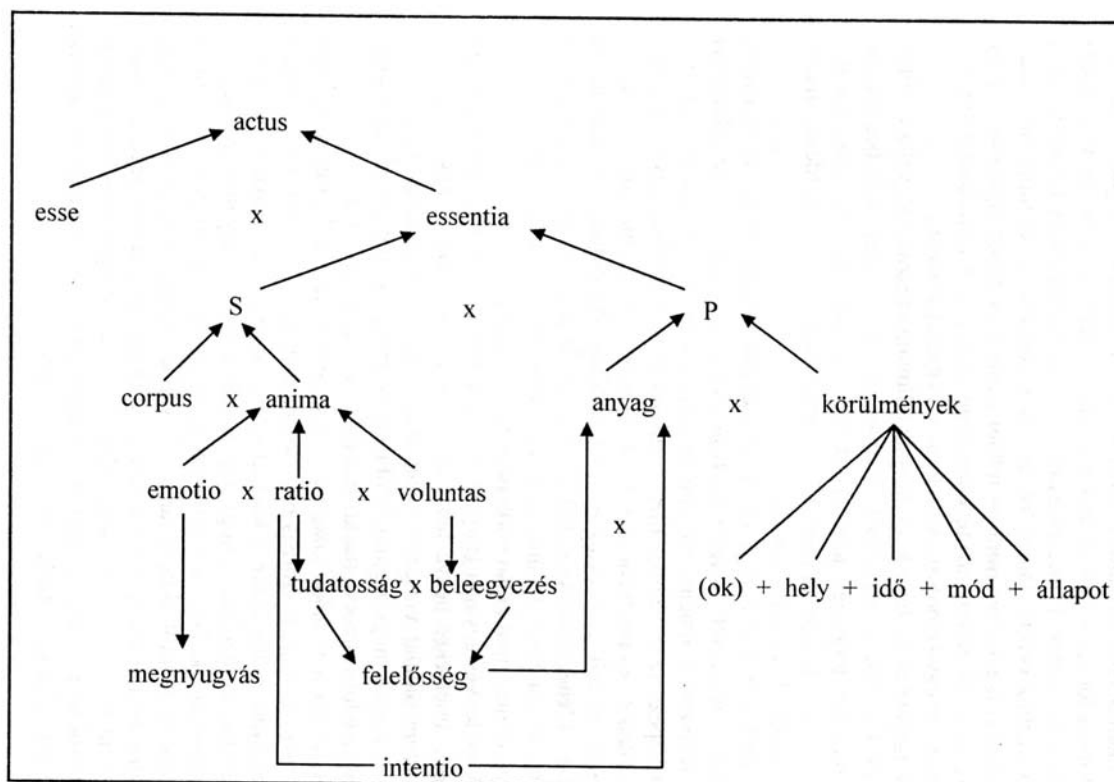 actus
esse x essentia
S x P
corpus x anima anyag x körülmények
emotio x ratio x voluntas
x
tudatosság x beleegyezés (ok) + hely + idő + mód + állapot
megnyugvás felelősség
intentio